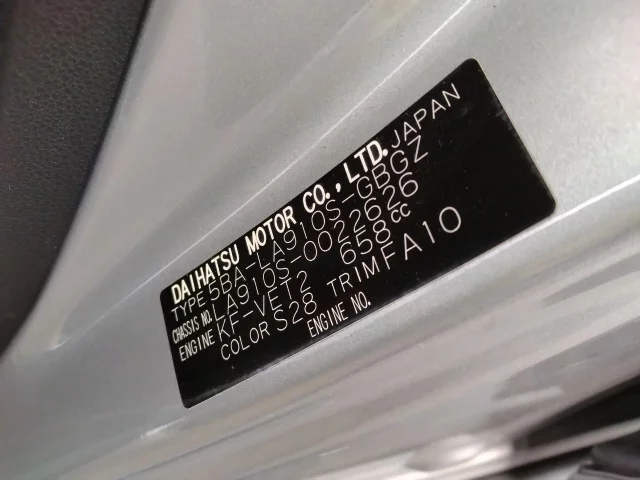 DAIHATSU MOTOR CO., LTD. JAPAN
TYPE 5BA-LA910S-GBGZ
CHASSIS NO. LA910S-0022626
ENGINE KF-VET2 658cc
COLOR S28 TRIM FA10
ENGINE NO.